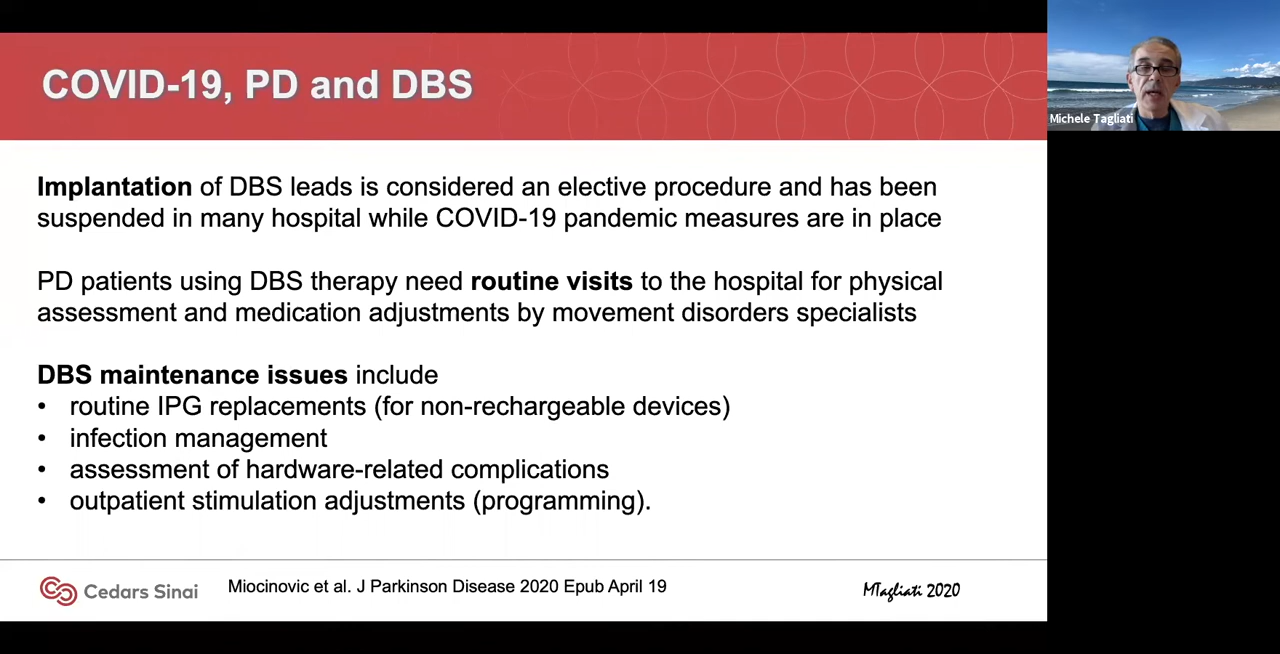 COVID-19, PD and DBS
Michele Tagliati
Implantation of DBS leads is considered an elective procedure and has been
suspended in many hospital while COVID-19 pandemic measures are in place
PD patients using DBS therapy need routine visits to the hospital for physical
assessment and medication adjustments by movement disorders specialists
DBS maintenance issues include
• routine IPG replacements (for non-rechargeable devices)
• infection management
• assessment of hardware-related complications
• outpatient stimulation adjustments (programming).
Cedars Sinai
Miocinovic et al. J Parkinson Disease 2020 Epub April 19
MTagliati 2020